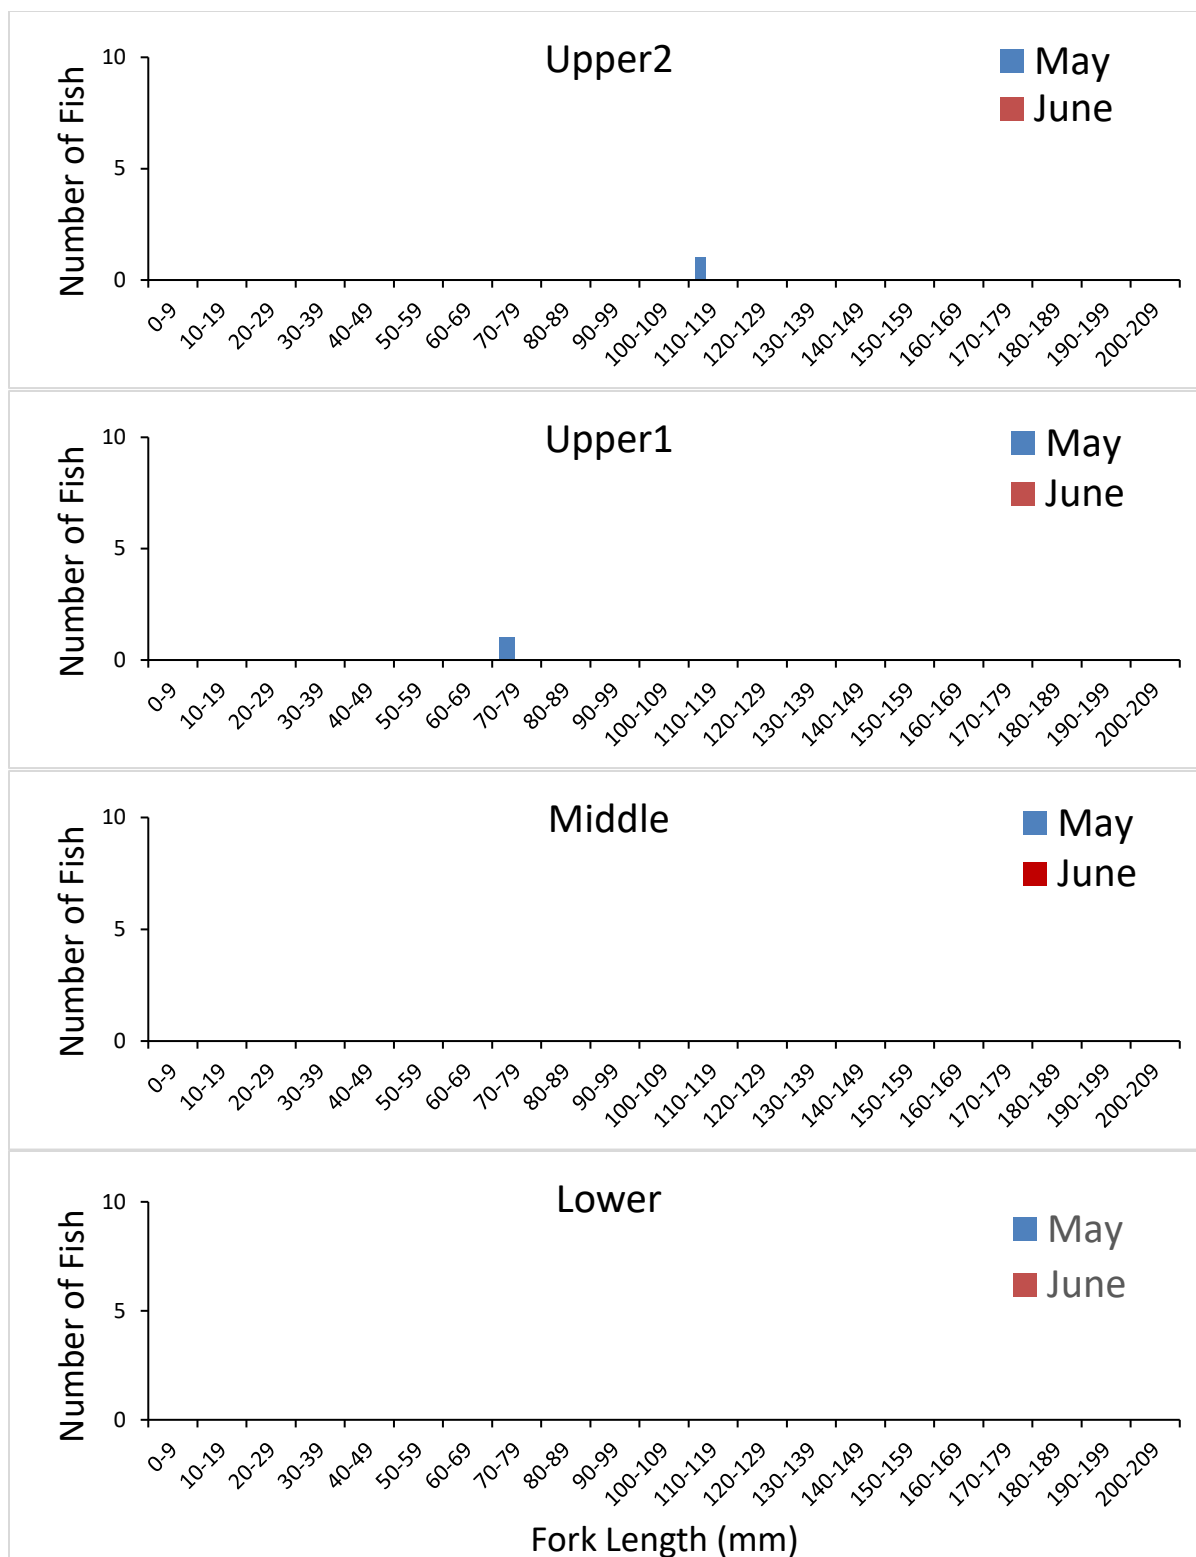 Upper2
May
June
Number of Fish
10
5
0
0-9 10-19 20-29 30-39 40-49 50-59 60-69 70-79 80-89 90-99 100-109 110-119 120-129 130-139 140-149 150-159 160-169 170-179 180-189 190-199 200-209
Upper1
May
June
Number of Fish
10
5
0
0-9 10-19 20-29 30-39 40-49 50-59 60-69 70-79 80-89 90-99 100-109 110-119 120-129 130-139 140-149 150-159 160-169 170-179 180-189 190-199 200-209
Middle
May
June
Number of Fish
10
5
0
0-9 10-19 20-29 30-39 40-49 50-59 60-69 70-79 80-89 90-99 100-109 110-119 120-129 130-139 140-149 150-159 160-169 170-179 180-189 190-199 200-209
Lower
May
June
Number of Fish
10
5
0
0-9 10-19 20-29 30-39 40-49 50-59 60-69 70-79 80-89 90-99 100-109 110-119 120-129 130-139 140-149 150-159 160-169 170-179 180-189 190-199 200-209
Fork Length (mm)